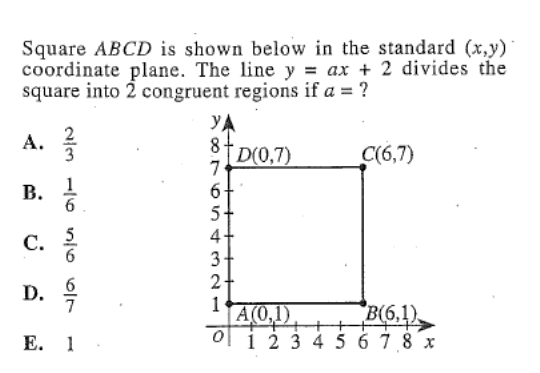 Square ABCD is shown below in the standard (x,y)
coordinate plane. The line y = ax + 2 divides the
square into 2 congruent regions if a = ?
A. 2/3
B. 1/6
C. 5/6
D. 6/7
E. 1
y
8
D(0,7) C(6,7)
7
6
5
4
3
2
1
A(0,1) B(6,1)
O 1 2 3 4 5 6 7 8 x